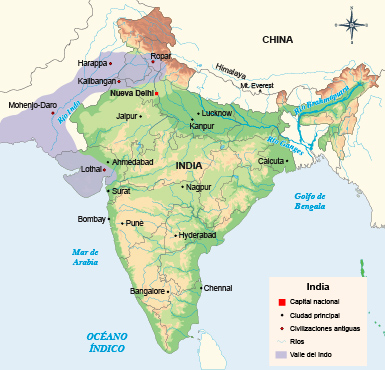 CHINA
Harappa
Ropar
Himalaya
Kalibangan
Mt. Everest
Nueva Delhi
Mohenjo-Daro
Río Indo
Río Brahmaputra
Jaipur
Lucknow
Kanpur
Río Ganges
Ahmedabad
INDIA
Calcuta
Lothal
Surat
Nagpur
Golfo de
Bengala
Bombay
Pune
Hyderabad
Mar de
Arabia
Bangalore
Chennai
OCÉANO
ÍNDICO
India
Capital nacional
Ciudad principal
Civilizaciones antiguas
Ríos
Valle del Indo